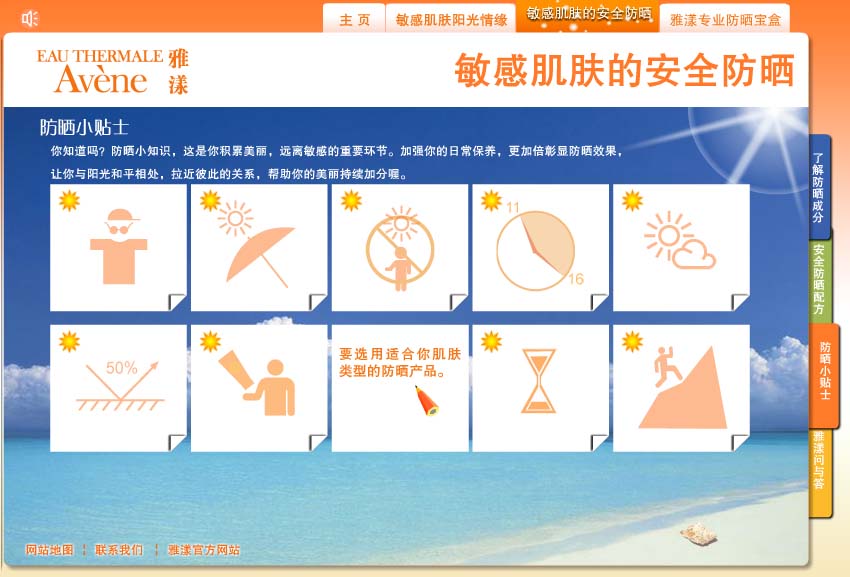 主 页
敏感肌肤阳光情缘
敏感肌肤的安全防晒
雅漾专业防晒宝盒
EAU THERMALE
Avène
雅漾
敏感肌肤的安全防晒
防晒小贴士
你知道吗？防晒小知识，这是你积累美丽，远离敏感的重要环节。加强你的日常保养，更加倍彰显防晒效果，
让你与阳光和平相处，拉近彼此的关系，帮助你的美丽持续加分喔。
11
16
50%
要选用适合你肌肤
类型的防晒产品。
了解防晒成分
安全防晒配方
防晒小贴士
雅漾问与答
网站地图 ¦ 联系我们 ¦ 雅漾官方网站